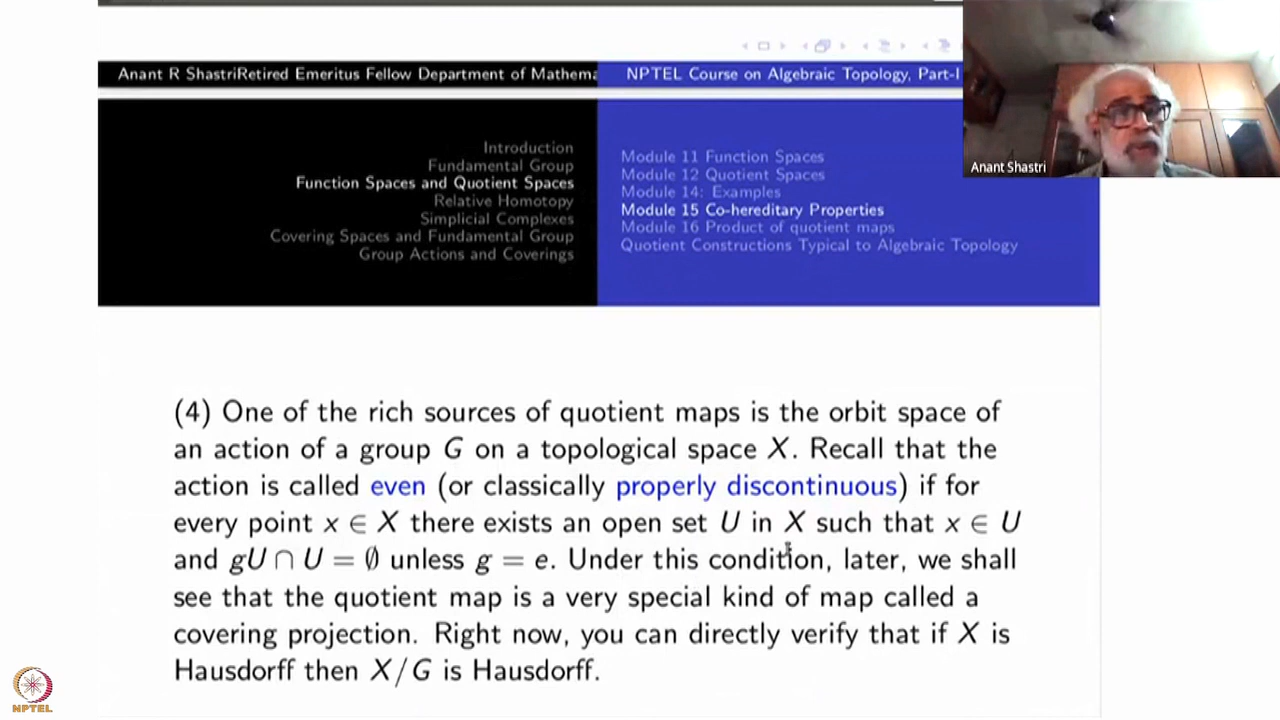 Anant R ShastriRetired Emeritus Fellow Department of Mathema
NPTEL Course on Algebraic Topology, Part-I
Introduction
Fundamental Group
Function Spaces and Quotient Spaces
Relative Homotopy
Simplicial Complexes
Covering Spaces and Fundamental Group
Group Actions and Coverings
Module 11 Function Spaces
Module 12 Quotient Spaces
Module 14: Examples
Module 15 Co-hereditary Properties
Module 16 Product of quotient maps
Quotient Constructions Typical to Algebraic Topology
Anant Shastri
(4) One of the rich sources of quotient maps is the orbit space of
an action of a group G on a topological space X. Recall that the
action is called even (or classically properly discontinuous) if for
every point x ∈ X there exists an open set U in X such that x ∈ U
and gU ∩ U = ∅ unless g = e. Under this condition, later, we shall
see that the quotient map is a very special kind of map called a
covering projection. Right now, you can directly verify that if X is
Hausdorff then X/G is Hausdorff.
NPTEL